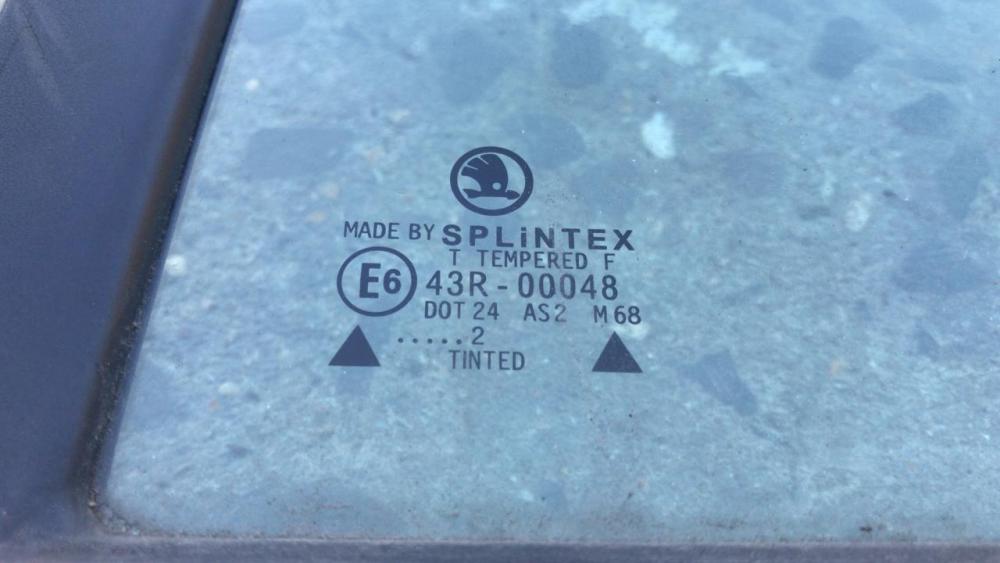 MADE BY SPLiNTEX
T TEMPERED F
E6 43R-00048
DOT 24 AS2 M68
.....2
TINTED